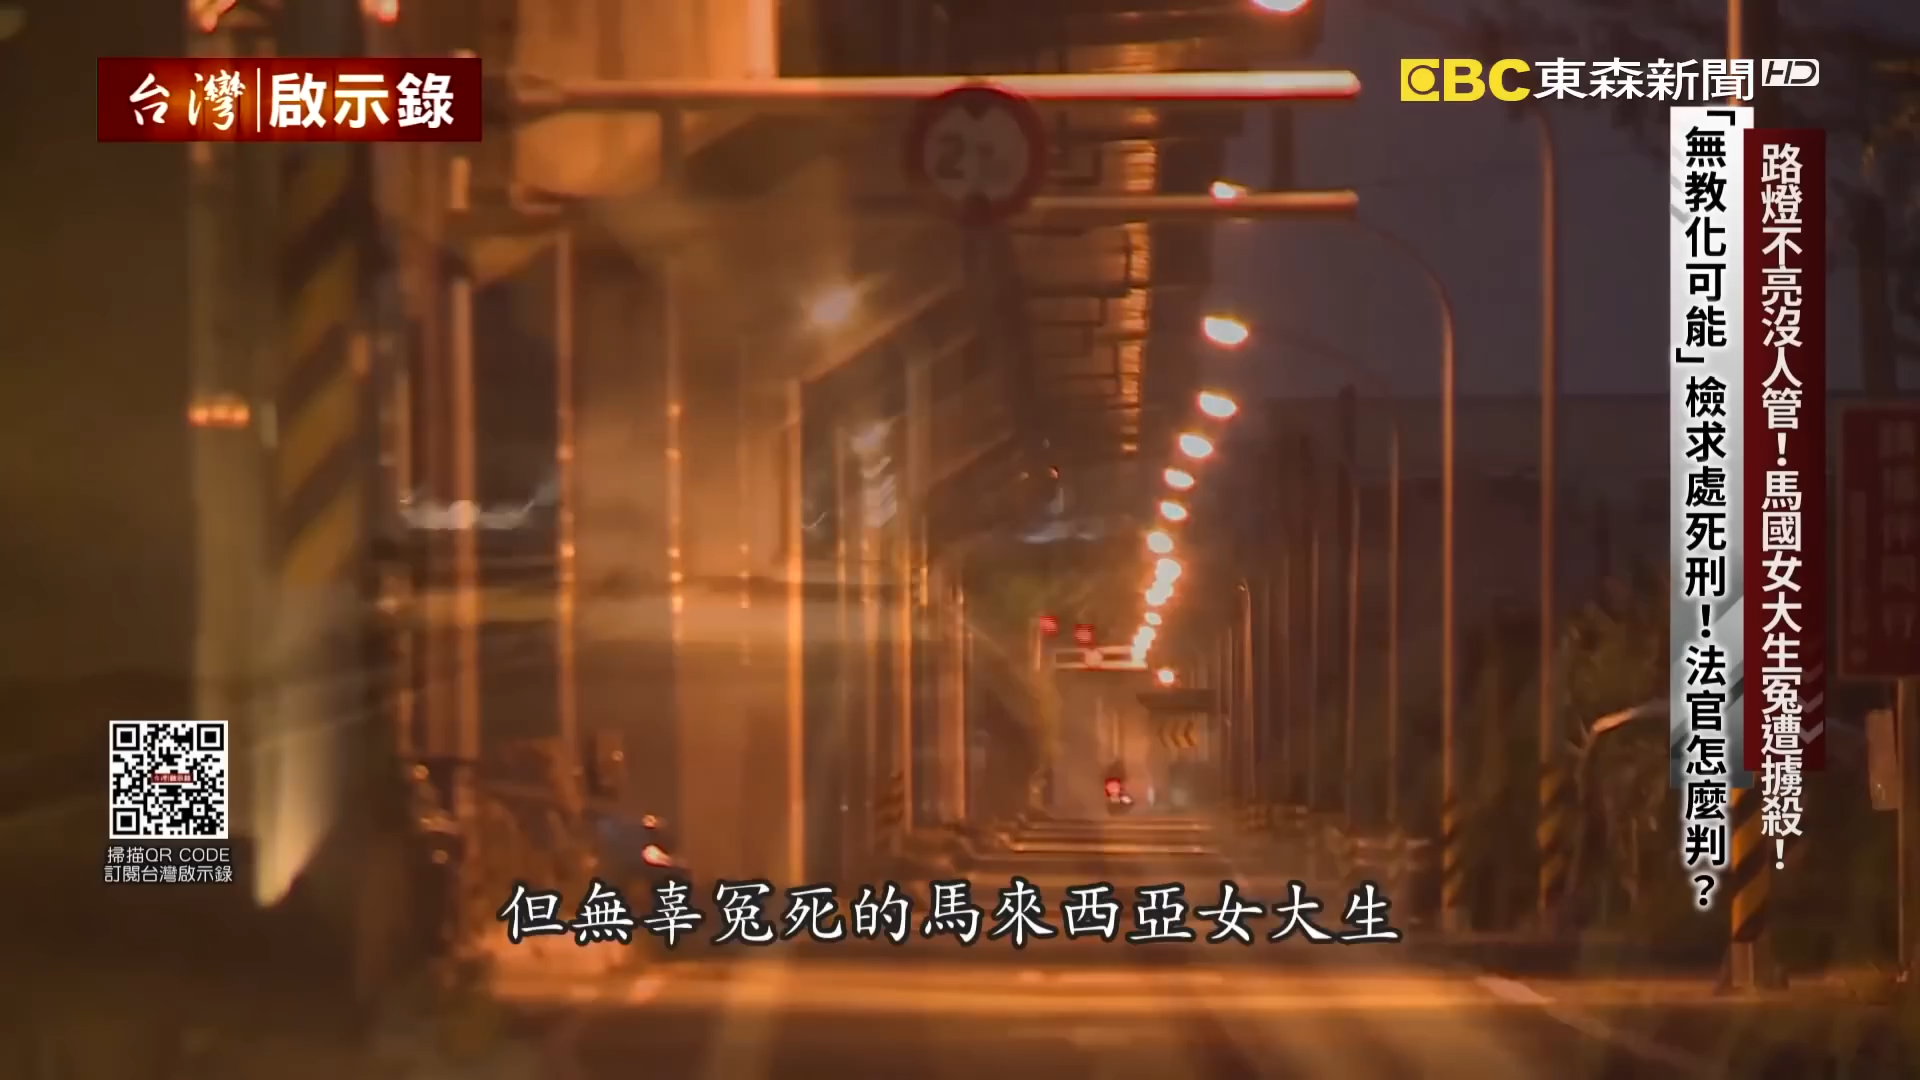 台灣|啟示錄
EBC東森新聞HD
路燈不亮沒人管!馬國女大生冤遭擄殺!
「無教化可能」檢求處死刑!法官怎麼判?
掃描QR CODE
訂閱台灣啟示錄
但無辜冤死的馬來西亞女大生